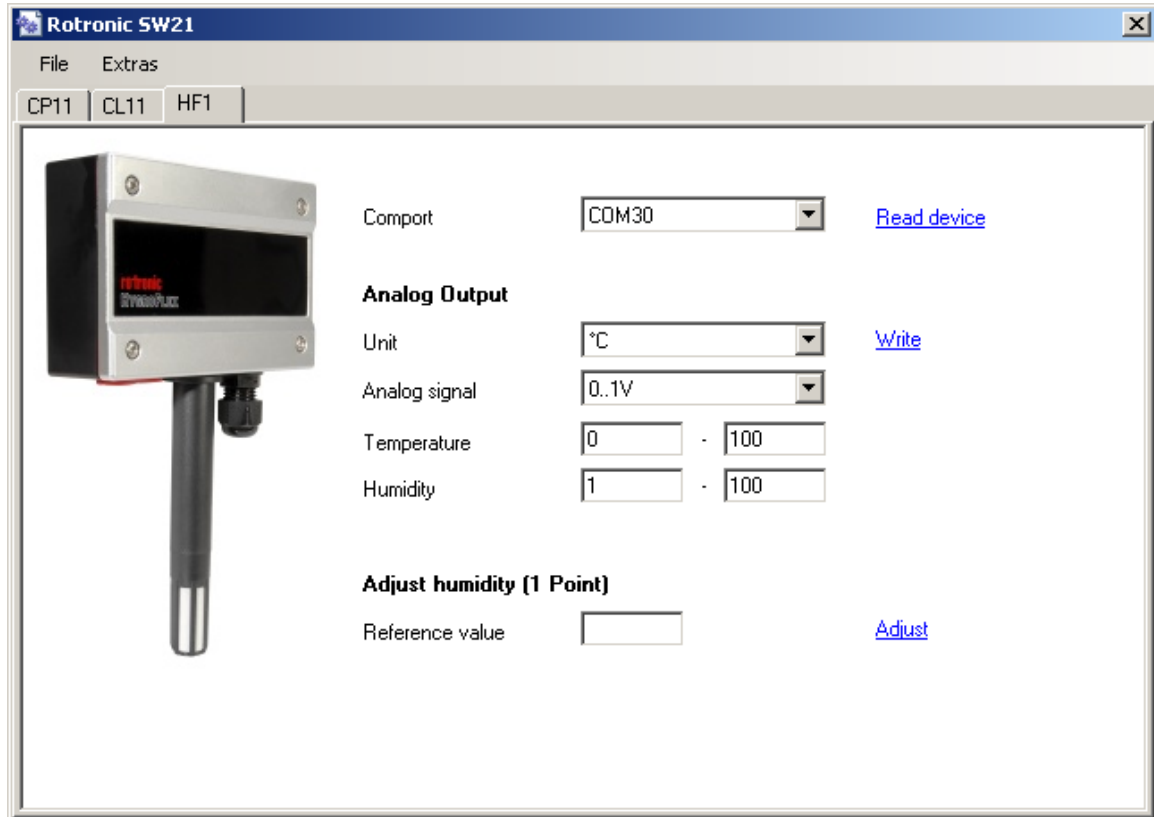 Rotronic SW21
File Extras
CP11 CL11 HF1
rotronic
HYGROFLEX
Comport COM30 Read device
Analog Output
Unit °C Write
Analog signal 0..1V
Temperature 0 - 100
Humidity 1 - 100
Adjust humidity (1 Point)
Reference value Adjust